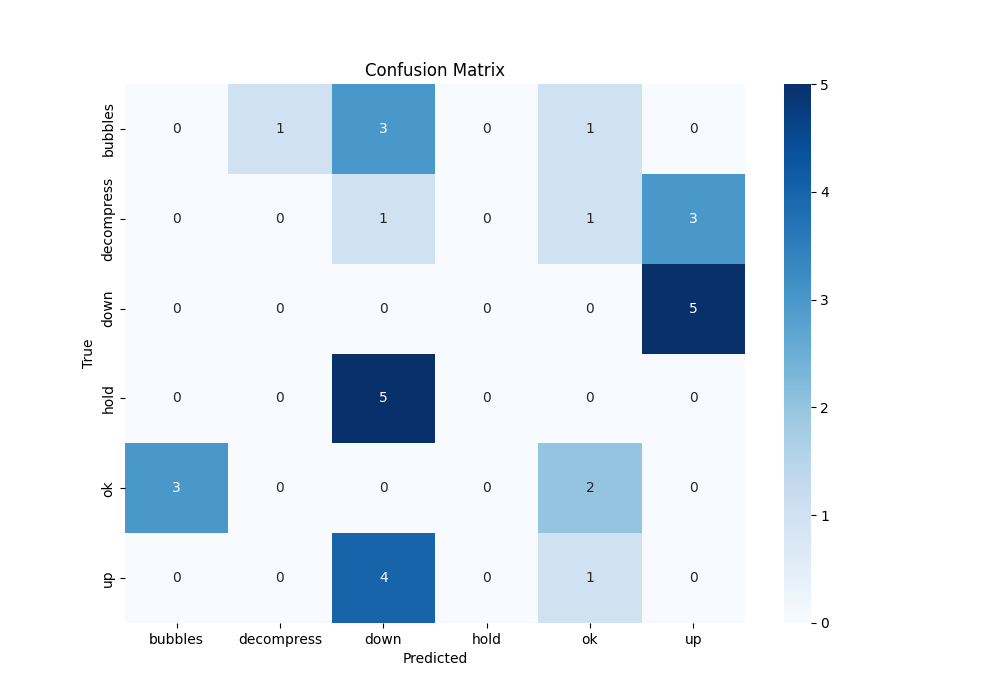 Confusion Matrix
True
bubbles 0 1 3 0 1 0
decompress 0 0 1 0 1 3
down 0 0 0 0 0 5
hold 0 0 5 0 0 0
ok 3 0 0 0 2 0
up 0 0 4 0 1 0
bubbles decompress down hold ok up
Predicted
5
4
3
2
1
0